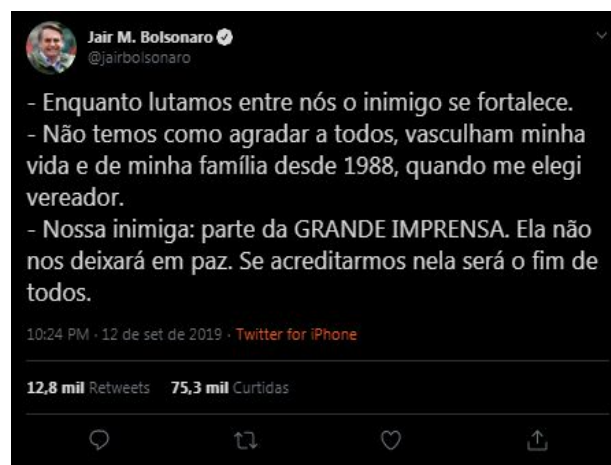 Jair M. Bolsonaro
@jairbolsonaro
- Enquanto lutamos entre nós o inimigo se fortalece.
- Não temos como agradar a todos, vasculham minha
vida e de minha família desde 1988, quando me elegi
vereador.
- Nossa inimiga: parte da GRANDE IMPRENSA. Ela não
nos deixará em paz. Se acreditarmos nela será o fim de
todos.
10:24 PM · 12 de set de 2019 · Twitter for iPhone
12,8 mil Retweets 75,3 mil Curtidas